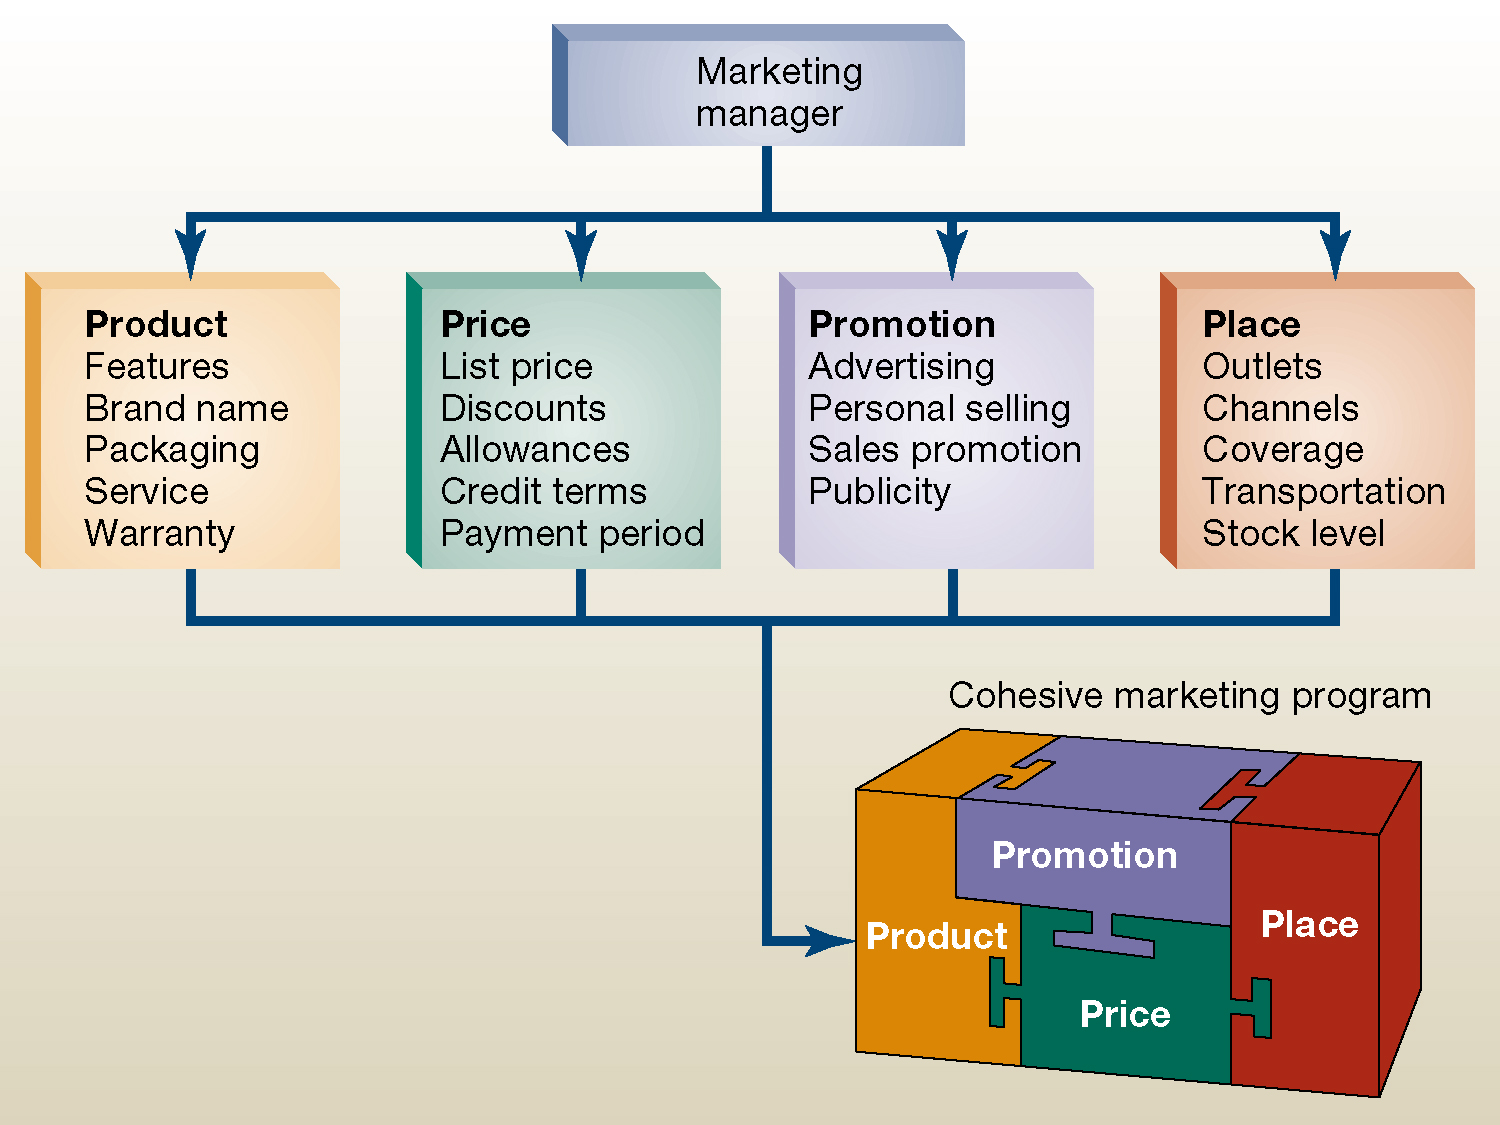 Marketing
manager
Product
Features
Brand name
Packaging
Service
Warranty
Price
List price
Discounts
Allowances
Credit terms
Payment period
Promotion
Advertising
Personal selling
Sales promotion
Publicity
Place
Outlets
Channels
Coverage
Transportation
Stock level
Cohesive marketing program
Promotion
Product
Place
Price